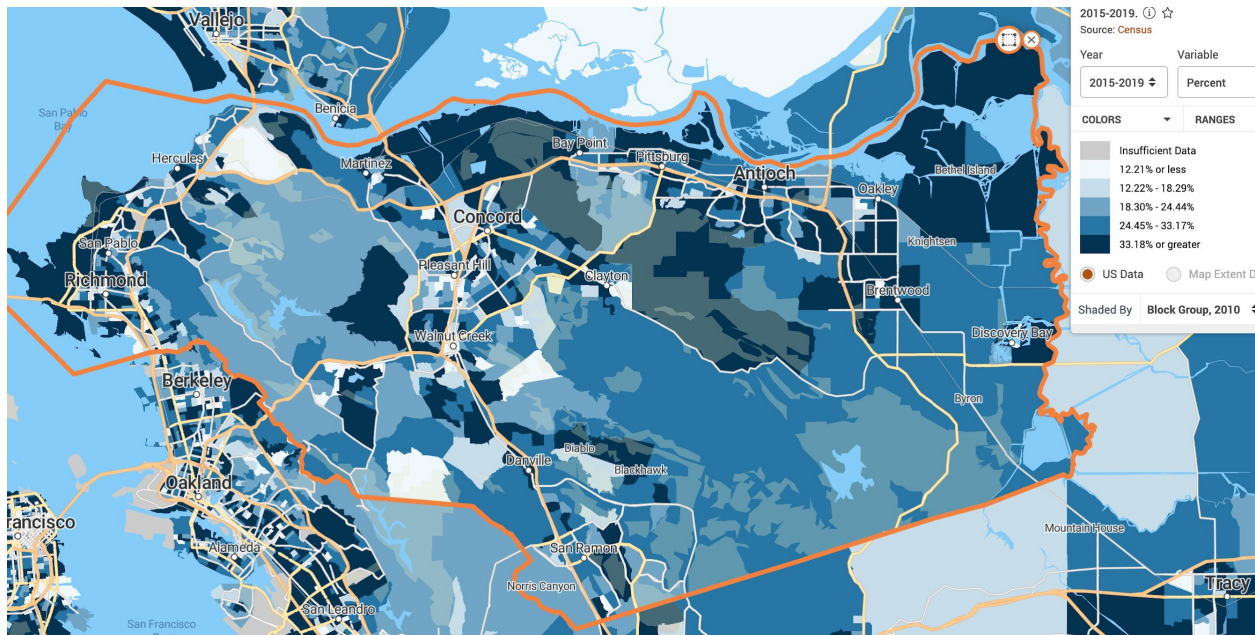 Vallejo
San Pablo
Bay
Benicia
Hercules
Martinez
Bay Point
Pittsburg
Antioch
Bethel Island
Oakley
Concord
San Pablo
Knightsen
Richmond
Pleasant Hill
Clayton
Brentwood
Walnut Creek
Discovery Bay
Berkeley
Byron
Diablo
Danville
Blackhawk
Oakland
rancisco
Mountain House
Alameda
San Ramon
Norris Canyon
Tracy
San Leandro
San Francisco
2015-2019.
Source: Census
Year Variable
2015-2019 Percent
COLORS RANGES
Insufficient Data
12.21% or less
12.22% - 18.29%
18.30% - 24.44%
24.45% - 33.17%
33.18% or greater
US Data Map Extent D
Shaded By Block Group, 2010